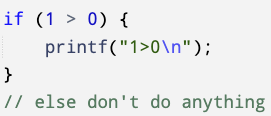 if (1 > 0) {
    printf("1>0\n");
}
// else don't do anything